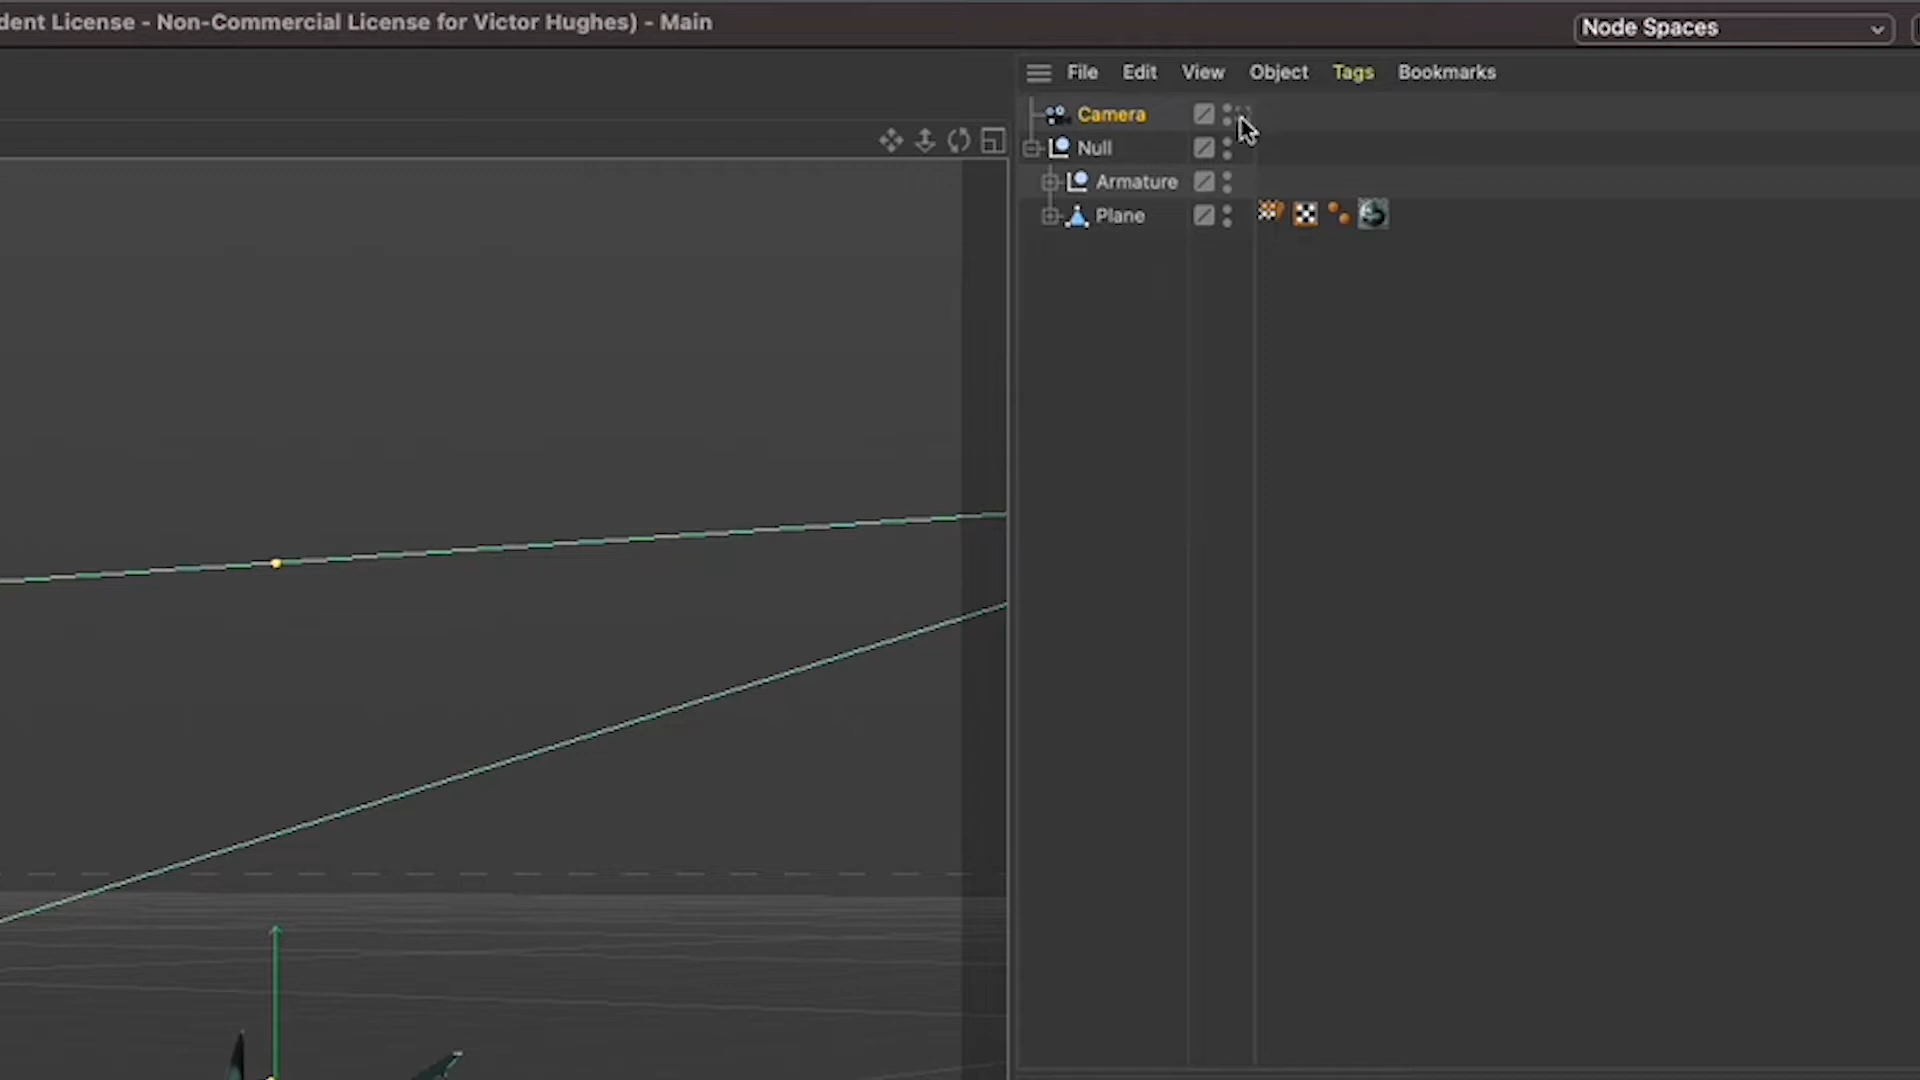 dent License - Non-Commercial License for Victor Hughes) - Main
Node Spaces
File Edit View Object Tags Bookmarks
Camera
Null
Armature
Plane